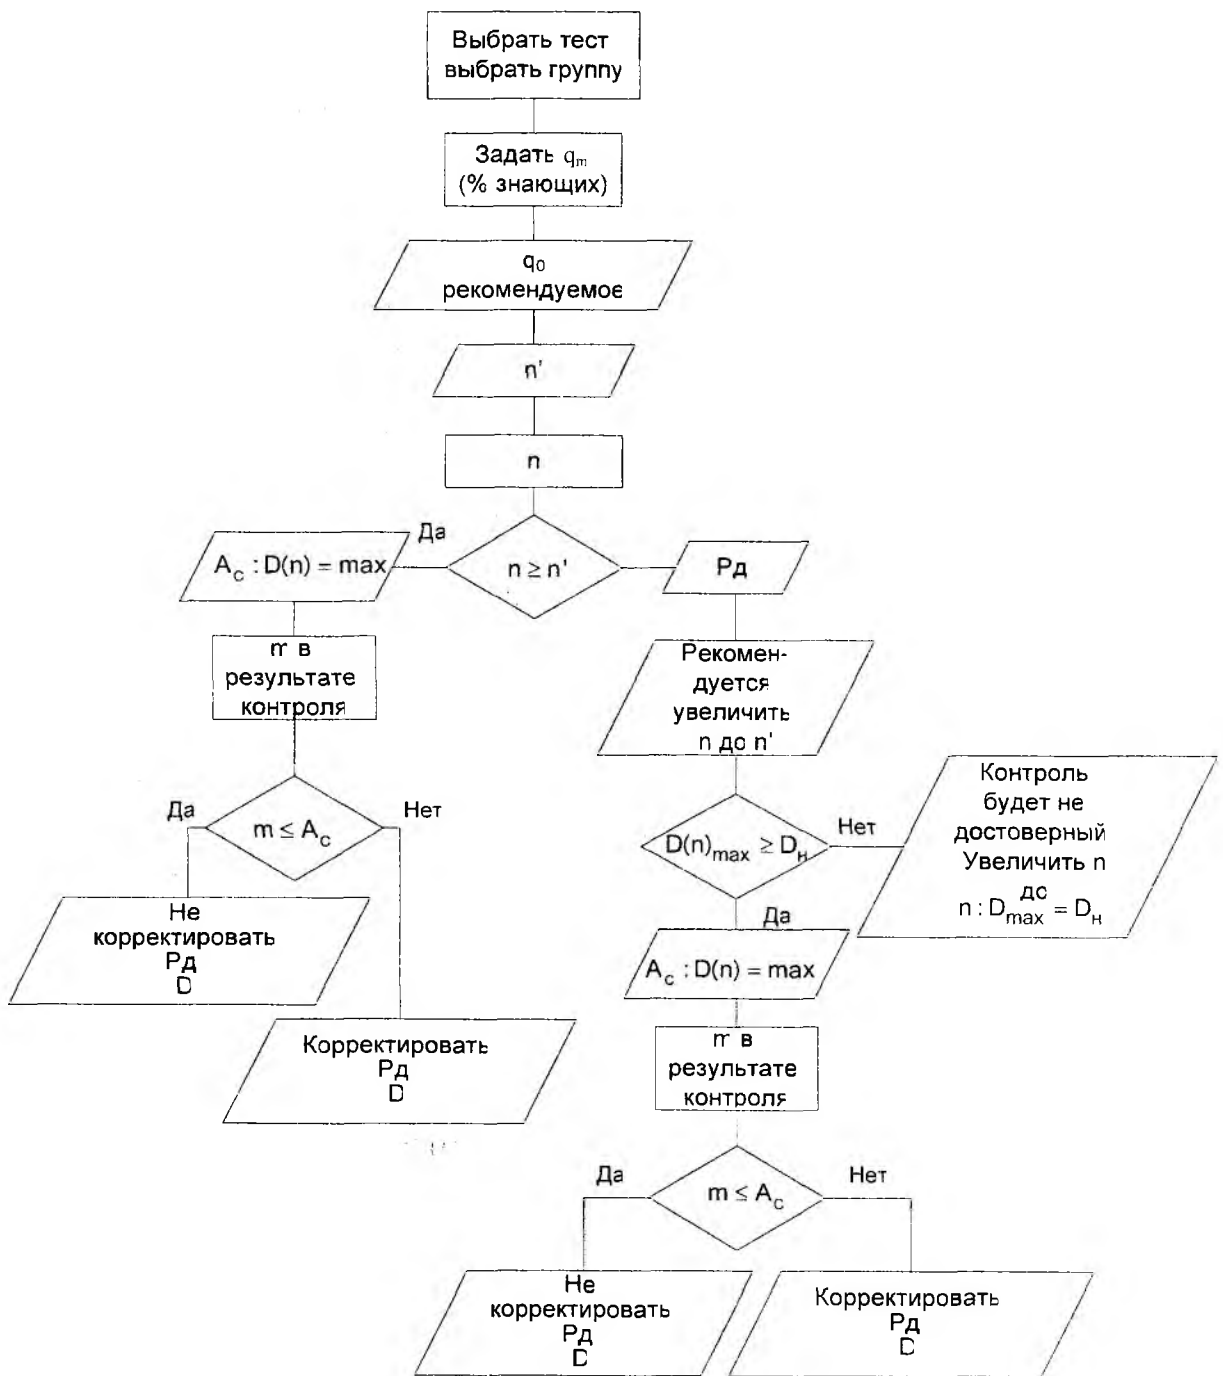 Выбрать тест
выбрать группу
Задать qₘ
(% знающих)
q₀
рекомендуемое
n'
n
Да
A_c : D(n) = max
n ≥ n'
Рд
m в
результате
контроля
Рекомен-
дуется
увеличить
n до n'
Да
m ≤ A_c
Нет
D(n)_max ≥ D_н
Нет
Контроль
будет не
достоверный
Увеличить n
до
n : D_max = D_н
Да
Не
корректировать
Рд
D
A_c : D(n) = max
Корректировать
Рд
D
m в
результате
контроля
Да
m ≤ A_c
Нет
Не
корректировать
Рд
D
Корректировать
Рд
D